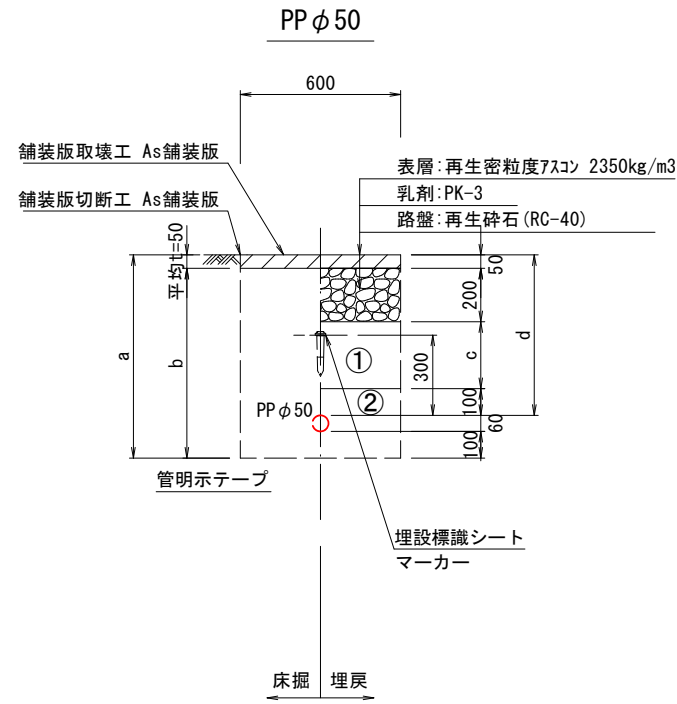 PPφ50
600
舗装版取壊工 As舗装版
舗装版切断工 As舗装版
表層:再生密粒度アスコン 2350kg/m3
乳剤:PK-3
路盤:再生砕石(RC-40)
平均t=50
50
200
a
b
c
d
300
①
②
100
60
100
PPφ50
管明示テープ
埋設標識シート
マーカー
床掘
埋戻